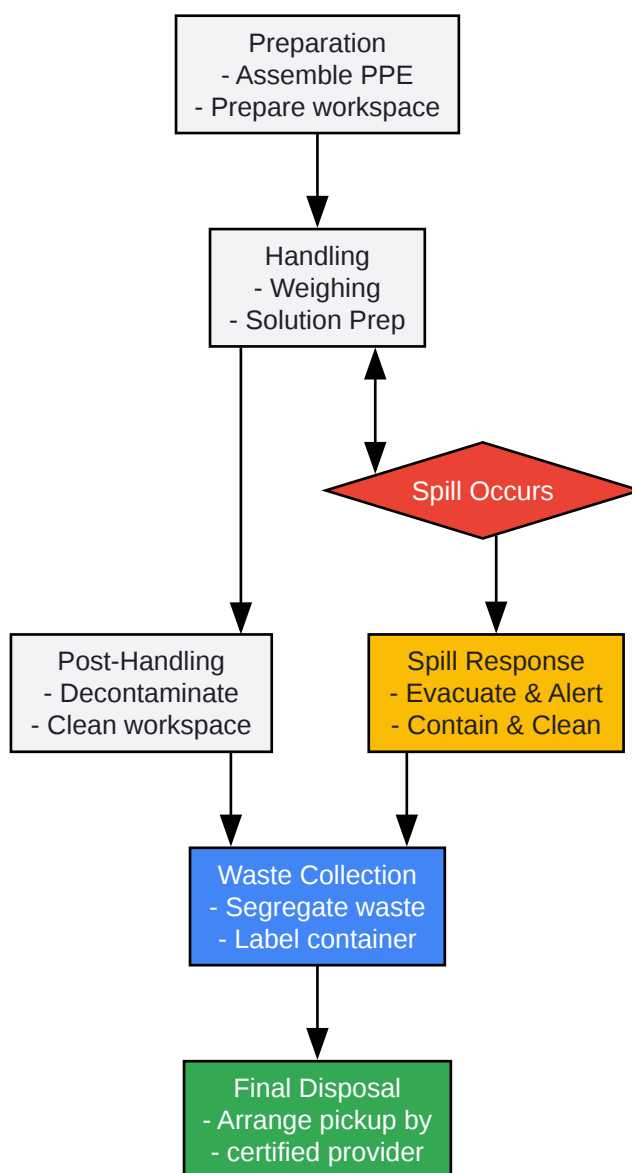 Preparation
- Assemble PPE
- Prepare workspace
Handling
- Weighing
- Solution Prep
Spill Occurs
Post-Handling
- Decontaminate
- Clean workspace
Spill Response
- Evacuate & Alert
- Contain & Clean
Waste Collection
- Segregate waste
- Label container
Final Disposal
- Arrange pickup by
- certified provider